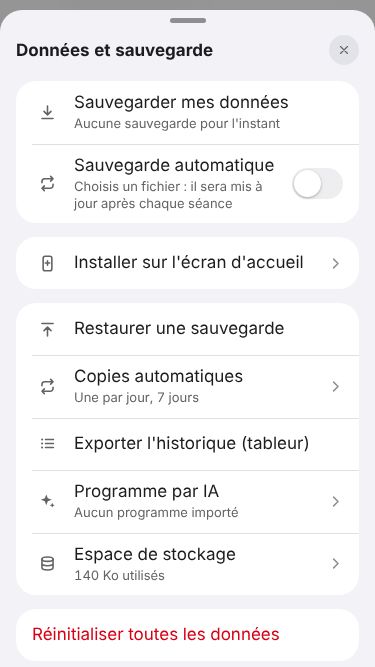 Données et sauvegarde
Sauvegarder mes données
Aucune sauvegarde pour l'instant
Sauvegarde automatique
Choisis un fichier : il sera mis à
jour après chaque séance
Installer sur l'écran d'accueil
Restaurer une sauvegarde
Copies automatiques
Une par jour, 7 jours
Exporter l'historique (tableur)
Programme par IA
Aucun programme importé
Espace de stockage
140 Ko utilisés
Réinitialiser toutes les données